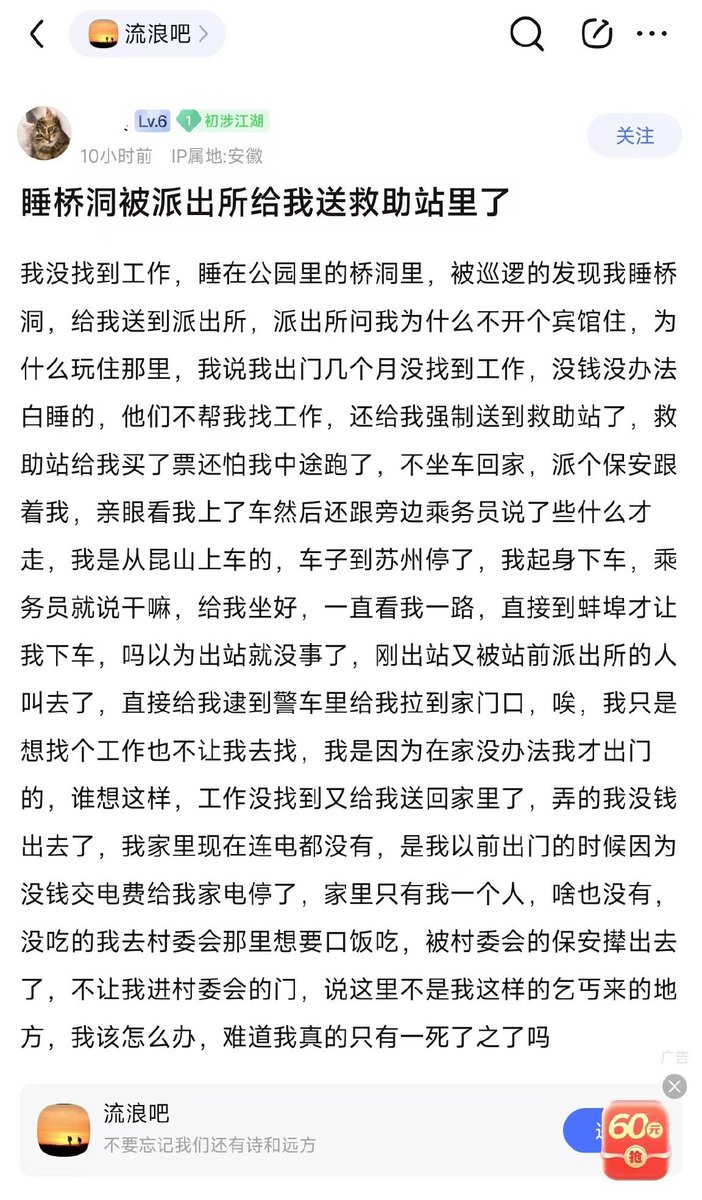 流浪吧
Lv.6
1
初涉江湖
10小时前 IP属地:安徽
关注
睡桥洞被派出所给我送救助站里了
我没找到工作，睡在公园里的桥洞里，被巡逻的发现我睡桥
洞，给我送到派出所，派出所问我为什么不开个宾馆住，为
什么玩住那里，我说我出门几个月没找到工作，没钱没办法
白睡的，他们不帮我找工作，还给我强制送到救助站了，救
助站给我买了票还怕我中途跑了，不坐车回家，派个保安跟
着我，亲眼看我上了车然后还跟旁边乘务员说了些什么才
走，我是从昆山上车的，车子到苏州停了，我起身下车，乘
务员就说干嘛，给我坐好，一直看我一路，直接到蚌埠才让
我下车，吗以为出站就没事了，刚出站又被站前派出所的人
叫去了，直接给我逮到警车里给我拉到家门口，唉，我只是
想找个工作也不让我去找，我是因为在家没办法我才出门
的，谁想这样，工作没找到又给我送回家里了，弄的我没钱
出去了，我家里现在连电都没有，是我以前出门的时候因为
没钱交电费给我家电停了，家里只有我一个人，啥也没有，
没吃的我去村委会那里想要口饭吃，被村委会的保安撵出去
了，不让我进村委会的门，说这里不是我这样的乞丐来的地
方，我该怎么办，难道我真的只有一死了之了吗
广告
流浪吧
不要忘记我们还有诗和远方
60元
抢